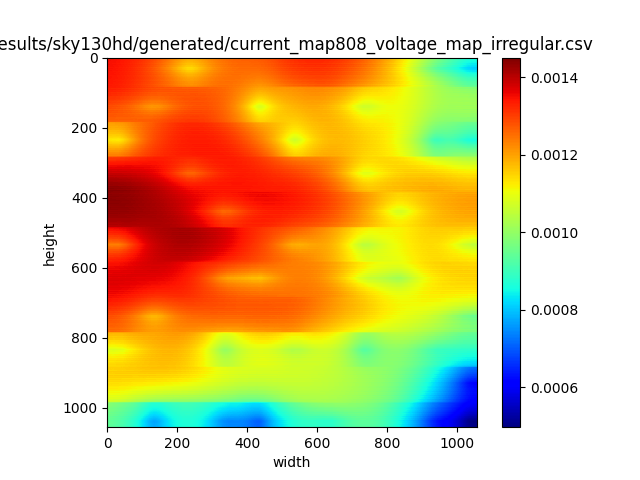 esults/sky130hd/generated/current_map808_voltage_map_irregular.csv
0
200
400
600
800
1000
height
0 200 400 600 800 1000
width
0.0014
0.0012
0.0010
0.0008
0.0006